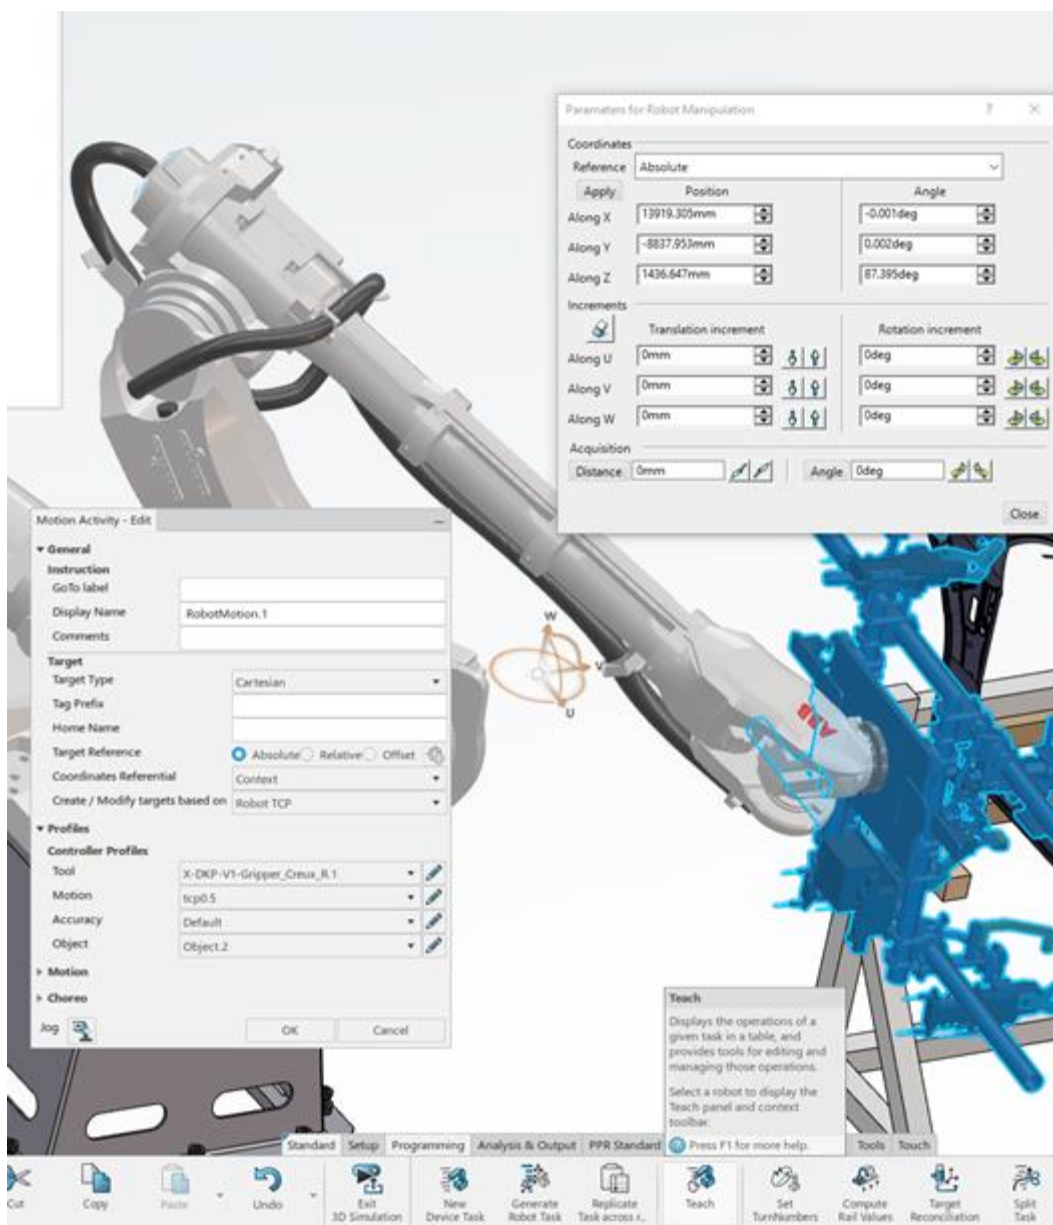 Parameters for Robot Manipulation ? ×
Coordinates
Reference Absolute
Apply Position Angle
Along X 13919.305mm -0.001deg
Along Y -8837.953mm 0.002deg
Along Z 1436.647mm 87.395deg
Increments
Translation increment Rotation increment
Along U 0mm 0deg
Along V 0mm 0deg
Along W 0mm 0deg
Acquisition
Distance 0mm Angle 0deg
Close
Motion Activity - Edit
General
Instruction
GoTo label
Display Name RobotMotion.1
Comments
Target
Target Type Cartesian
Tag Prefix
Home Name
Target Reference Absolute Relative Offset
Coordinates Referential Context
Create / Modify targets based on Robot TCP
Profiles
Controller Profiles
Tool X-DKP-V1-Gripper_Creux_R.1
Motion tcp0.5
Accuracy Default
Object Object.2
Motion
Choreo
Jog OK Cancel
W
V
U
ABB
Teach
Displays the operations of a
given task in a table, and
provides tools for editing and
managing those operations.
Select a robot to display the
Teach panel and context
toolbar.
Press F1 for more help.
Standard Setup Programming Analysis & Output PPR Standard Tools Touch
Cut Copy Paste Undo Exit 3D Simulation New Device Task Generate Robot Task Replicate Task across r... Teach Set TurnNumbers Compute Rail Values Target Reconciliation Split Task